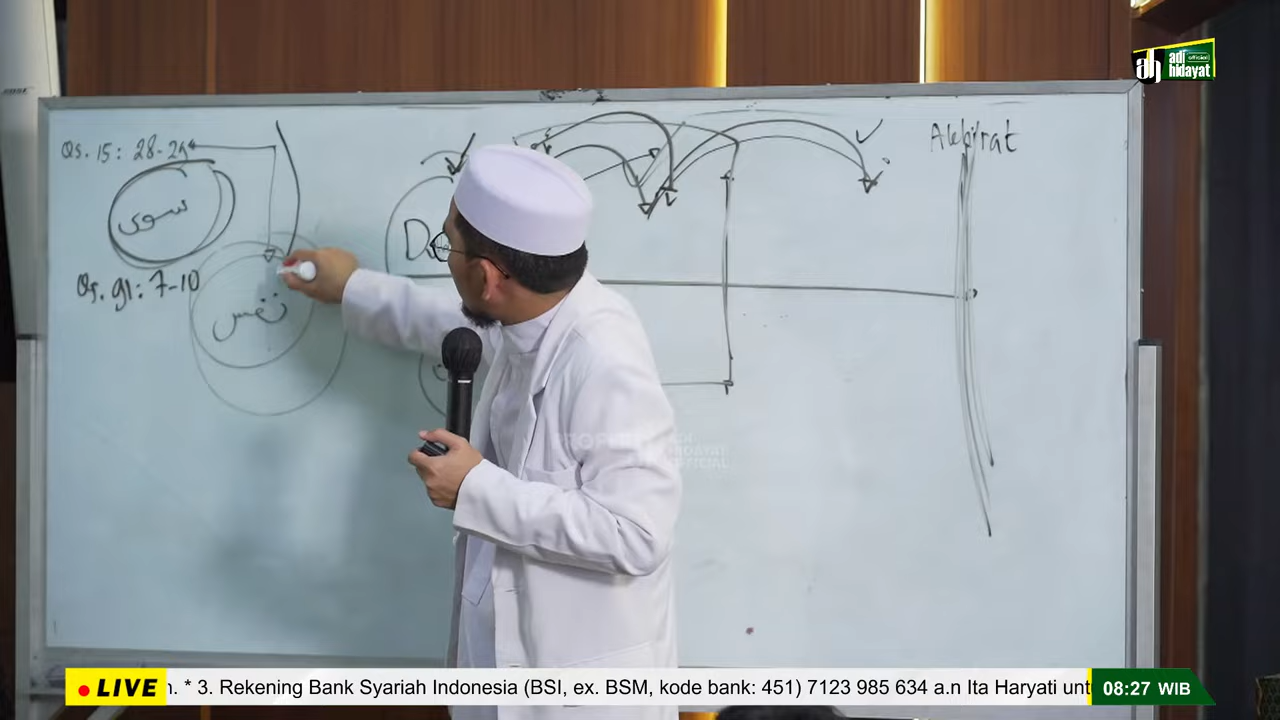 ah adi hidayat official
Akhirat
Qs. 15: 28-29
سوى
Qs. 91: 7-10
نفس
LIVE n. * 3. Rekening Bank Syariah Indonesia (BSI, ex. BSM, kode bank: 451) 7123 985 634 a.n Ita Haryati unt 08:27 WIB